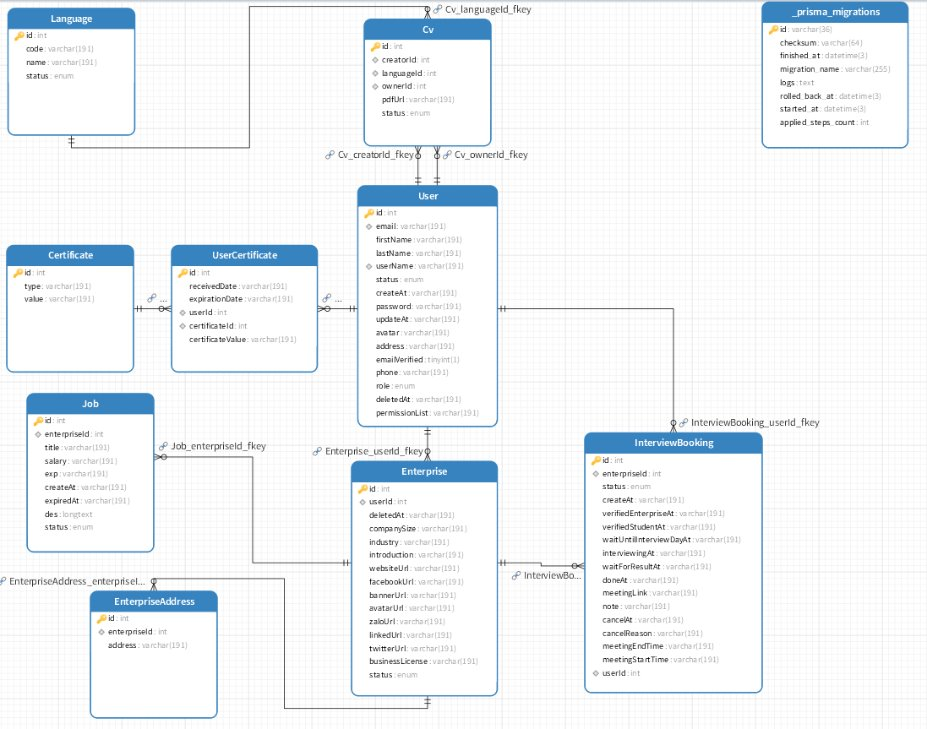 Language
id: int
code: varchar(191)
name: varchar(191)
status: enum
Cv_languageId_fkey
Cv
id: int
creatorId: int
languageId: int
ownerId: int
pdfUrl: varchar(191)
status: enum
_prisma_migrations
id: varchar(36)
checksum: varchar(64)
finished_at: datetime(3)
migration_name: varchar(255)
logs: text
rolled_back_at: datetime(3)
started_at: datetime(3)
applied_steps_count: int
Cv_creatorId_fkey
Cv_ownerId_fkey
User
id: int
email: varchar(191)
firstName: varchar(191)
lastName: varchar(191)
userName: varchar(191)
status: enum
createAt: varchar(191)
password: varchar(191)
updateAt: varchar(191)
avatar: varchar(191)
address: varchar(191)
emailVerified: tinyint(1)
phone: varchar(191)
role: enum
deletedAt: varchar(191)
permissionList: varchar(191)
Certificate
id: int
type: varchar(191)
value: varchar(191)
...
UserCertificate
id: int
receivedDate: varchar(191)
expirationDate: varchar(191)
userId: int
certificateId: int
certificateValue: varchar(191)
...
Job
id: int
enterpriseId: int
title: varchar(191)
salary: varchar(191)
exp: varchar(191)
createAt: varchar(191)
expiredAt: varchar(191)
des: longtext
status: enum
Job_enterpriseId_fkey
Enterprise_userId_fkey
Enterprise
id: int
userId: int
deletedAt: varchar(191)
companySize: varchar(191)
industry: varchar(191)
introduction: varchar(191)
websiteUrl: varchar(191)
facebookUrl: varchar(191)
bannerUrl: varchar(191)
avatarUrl: varchar(191)
zaloUrl: varchar(191)
linkedUrl: varchar(191)
twitterUrl: varchar(191)
businessLicense: varchar(191)
status: enum
InterviewBooking_userId_fkey
InterviewBooking
id: int
enterpriseId: int
status: enum
createAt: varchar(191)
verifiedEnterpriseAt: varchar(191)
verifiedStudentAt: varchar(191)
waitUntilInterviewDayAt: varchar(191)
interviewingAt: varchar(191)
waitForResultAt: varchar(191)
doneAt: varchar(191)
meetingLink: varchar(191)
note: varchar(191)
cancelAt: varchar(191)
cancelReason: varchar(191)
meetingEndTime: varchar(191)
meetingStartTime: varchar(191)
userId: int
InterviewBo...
EnterpriseAddress_enterpriseI...
EnterpriseAddress
id: int
enterpriseId: int
address: varchar(191)